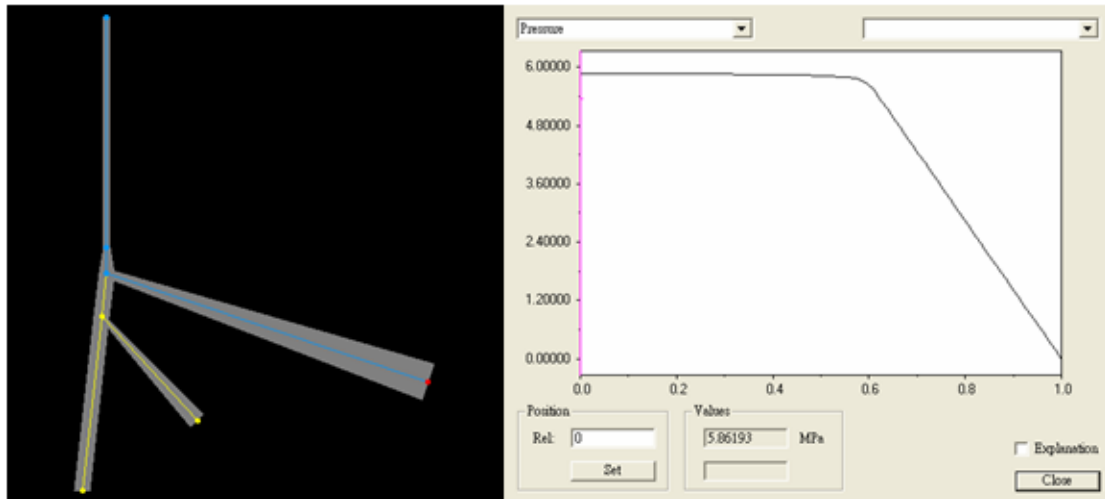 Pressure
6.00000
4.80000
3.60000
2.40000
1.20000
0.00000
0.0 0.2 0.4 0.6 0.8 1.0
Position
Rel: 0
Set
Values
5.86193 MPa
Explanation
Close